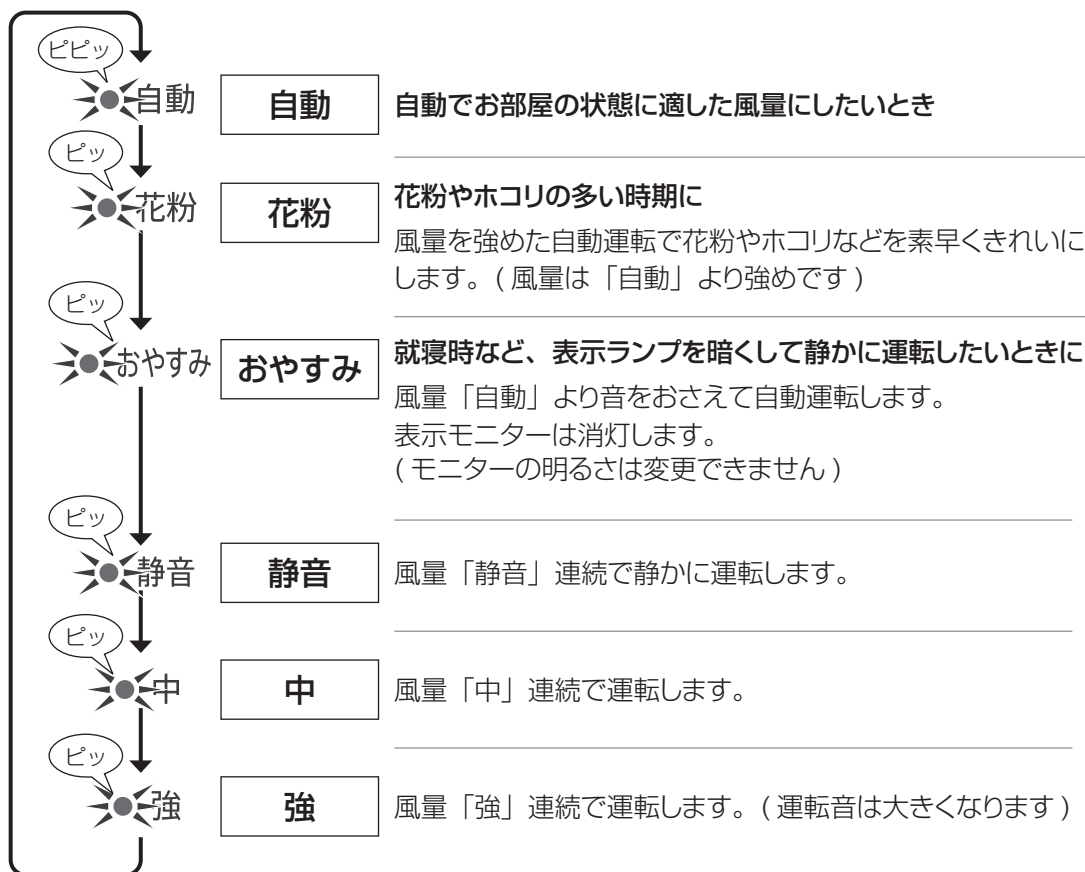 ピピッ
自動
自動
自動でお部屋の状態に適した風量にしたいとき
ピッ
花粉
花粉
花粉やホコリの多い時期に
風量を強めた自動運転で花粉やホコリなどを素早くきれいに
します。( 風量は「自動」より強めです )
ピッ
おやすみ
おやすみ
就寝時など、表示ランプを暗くして静かに運転したいときに
風量「自動」より音をおさえて自動運転します。
表示モニターは消灯します。
( モニターの明るさは変更できません )
ピッ
静音
静音
風量「静音」連続で静かに運転します。
ピッ
中
中
風量「中」連続で運転します。
ピッ
強
強
風量「強」連続で運転します。( 運転音は大きくなります )